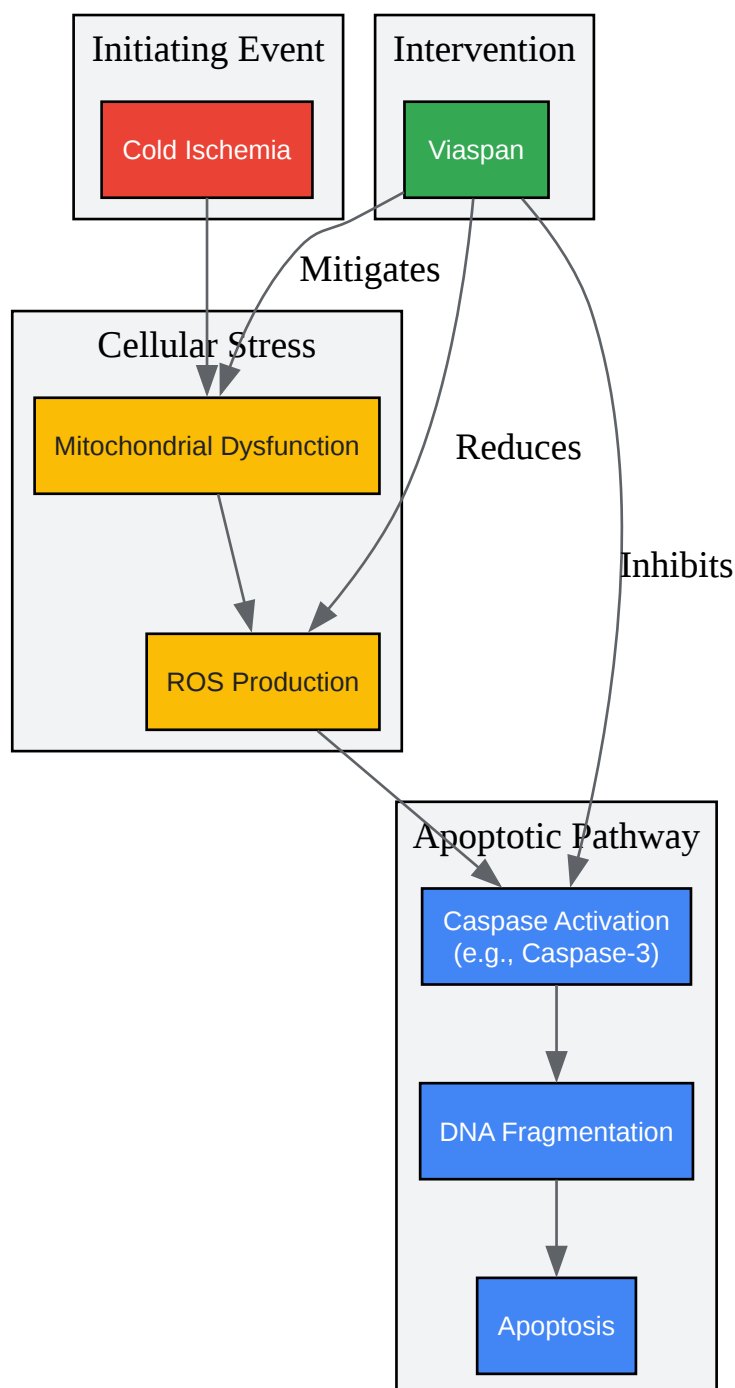 Initiating Event
Intervention
Cold Ischemia
Viaspan
Mitigates
Cellular Stress
Mitochondrial Dysfunction
Reduces
Inhibits
ROS Production
Apoptotic Pathway
Caspase Activation
(e.g., Caspase-3)
DNA Fragmentation
Apoptosis